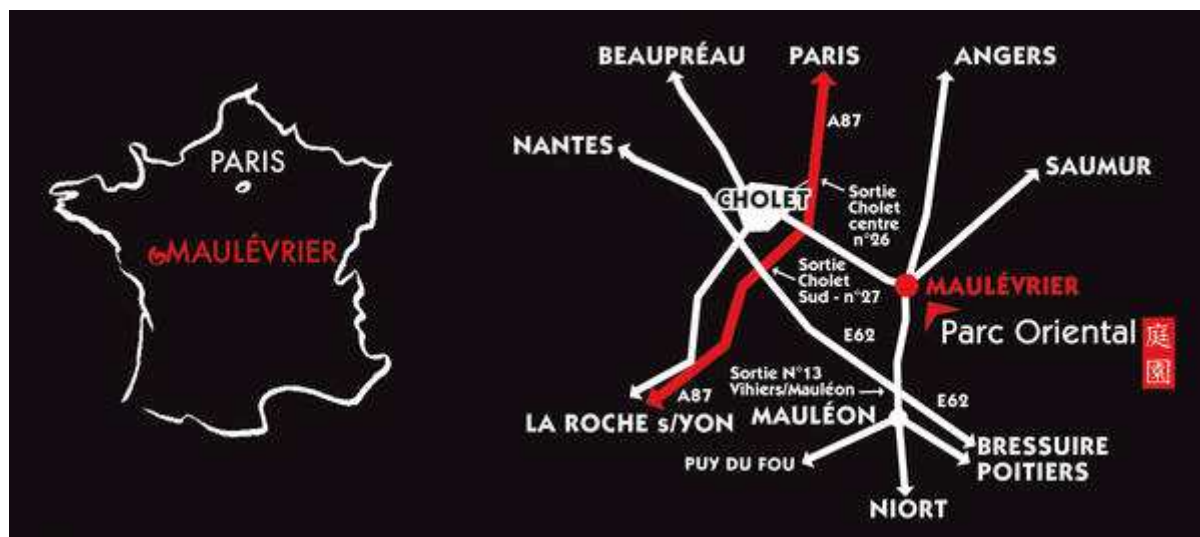 PARIS
MAULÉVRIER
BEAUPRÉAU
PARIS
ANGERS
A87
NANTES
SAUMUR
CHOLET
Sortie
Cholet
centre
n°26
Sortie
Cholet
Sud - n°27
MAULÉVRIER
Parc Oriental
庭
園
E62
Sortie N°13
Vihiers/Mauléon
A87
E62
LA ROCHE s/YON
MAULÉON
BRESSUIRE
POITIERS
PUY DU FOU
NIORT